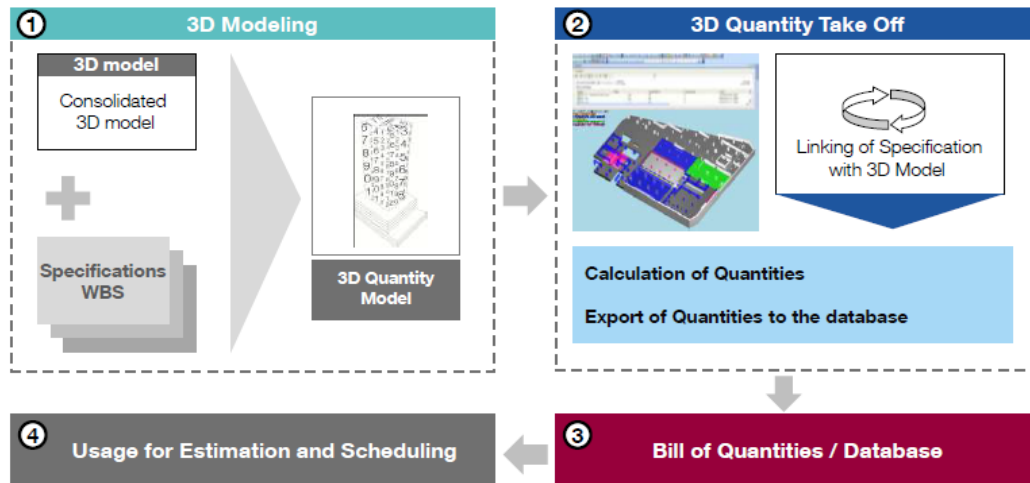 1
3D Modeling
3D model
Consolidated
3D model
Specifications
WBS
3D Quantity
Model
2
3D Quantity Take Off
Linking of Specification
with 3D Model
Calculation of Quantities
Export of Quantities to the database
3
Bill of Quantities / Database
4
Usage for Estimation and Scheduling